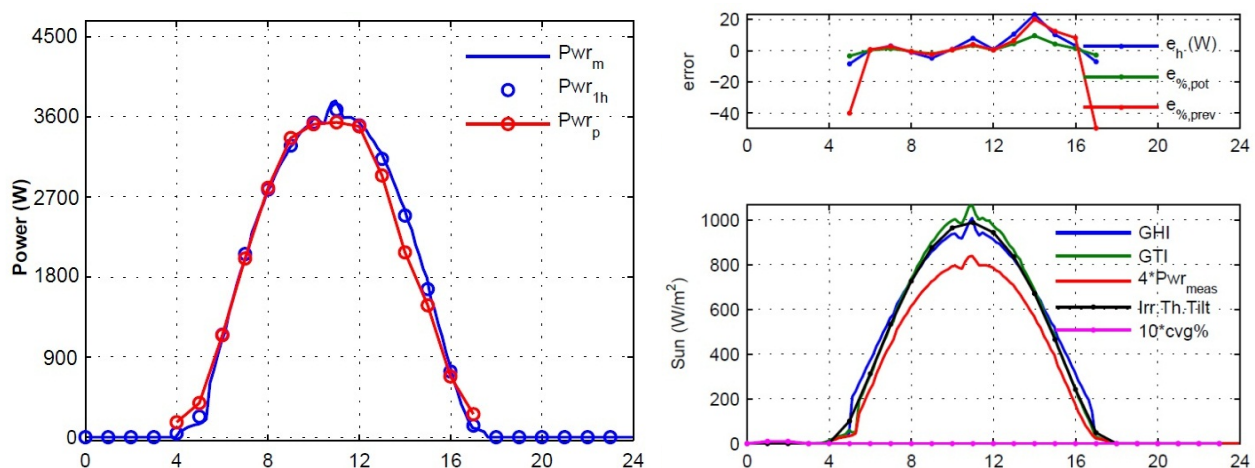 4500
3600
2700
1800
900
0
Power (W)
0 4 8 12 16 20 24
Pwr_m
Pwr_1h
Pwr_p
20
0
−20
−40
error
0 4 8 12 16 20 24
e_h (W)
e_%,pot
e_%,prev
1000
800
600
400
200
0
Sun (W/m²)
0 4 8 12 16 20 24
GHI
GTI
4*Pwr_meas
Irr. Th. Tilt
10*cvg%